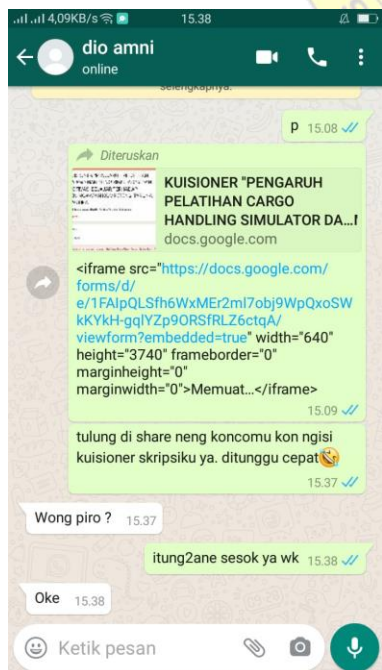 4,09KB/s 15.38
dio amni
online
selengkapnya.
p 15.08
Diteruskan
KUISIONER "PENGARUH
PELATIHAN CARGO
HANDLING SIMULATOR DA...
docs.google.com
<iframe src="https://docs.google.com/
forms/d/
e/1FAIpQLSfh6WxMEr2ml7obj9WpQxoSW
kKYkH-gqlYZp9ORSfRLZ6ctqA/
viewform?embedded=true" width="640"
height="3740" frameborder="0"
marginheight="0"
marginwidth="0">Memuat…</iframe>
15.09
tulung di share neng koncomu kon ngisi
kuisioner skripsiku ya. ditunggu cepat🤣
15.37
Wong piro ? 15.37
itung2ane sesok ya wk 15.38
Oke 15.38
Ketik pesan